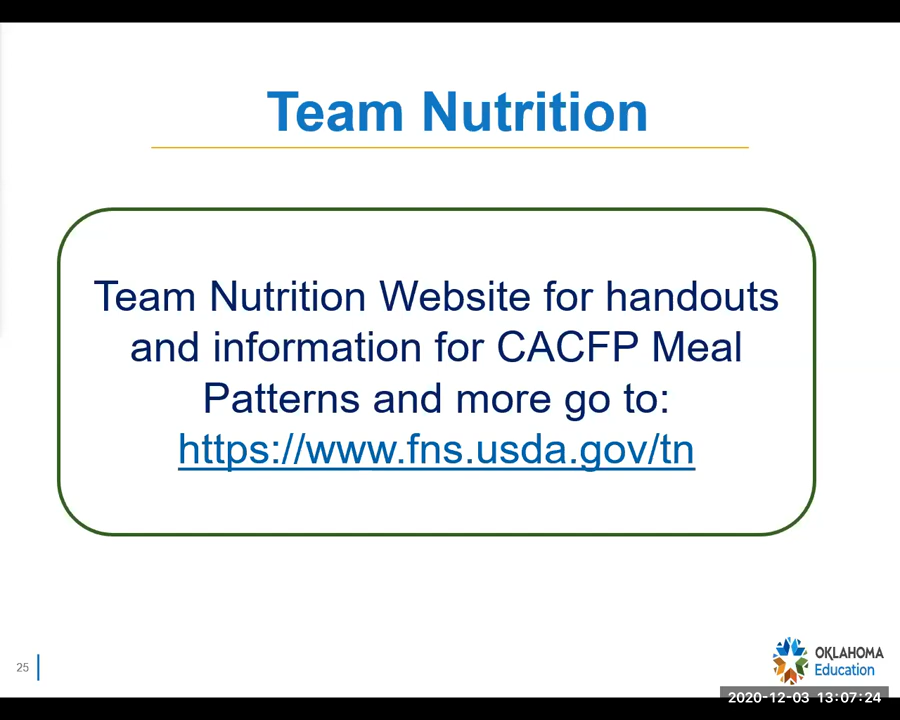 Team Nutrition
Team Nutrition Website for handouts
and information for CACFP Meal
Patterns and more go to:
https://www.fns.usda.gov/tn
25
OKLAHOMA
Education
2020-12-03 13:07:24